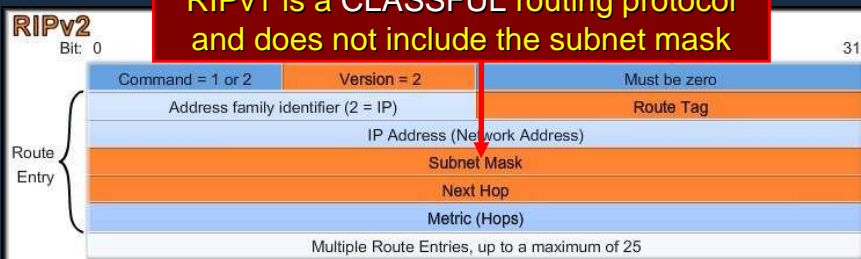 RIPv1 is a CLASSFUL routing protocol
and does not include the subnet mask
RIPv2
Bit: 0
31
Command = 1 or 2 Version = 2 Must be zero
Address family identifier (2 = IP) Route Tag
IP Address (Network Address)
Route
Entry
Subnet Mask
Next Hop
Metric (Hops)
Multiple Route Entries, up to a maximum of 25